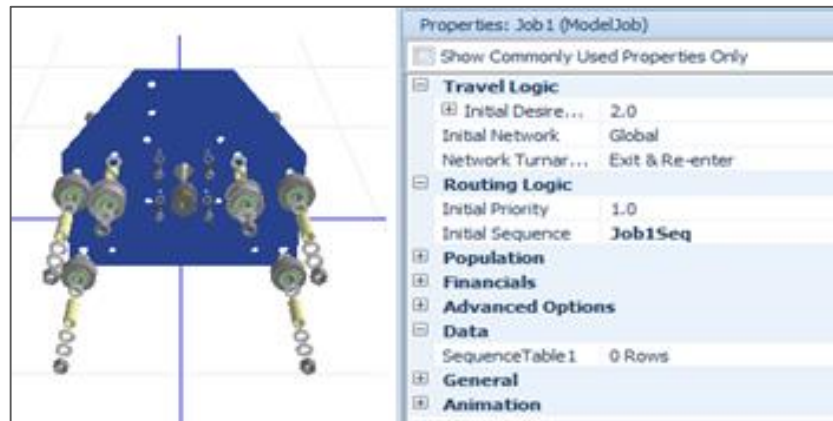 Properties: Job1 (ModelJob)
Show Commonly Used Properties Only
Travel Logic
Initial Desire... 2.0
Initial Network Global
Network Turnar... Exit & Re-enter
Routing Logic
Initial Priority 1.0
Initial Sequence Job1Seq
Population
Financials
Advanced Options
Data
SequenceTable1 0 Rows
General
Animation